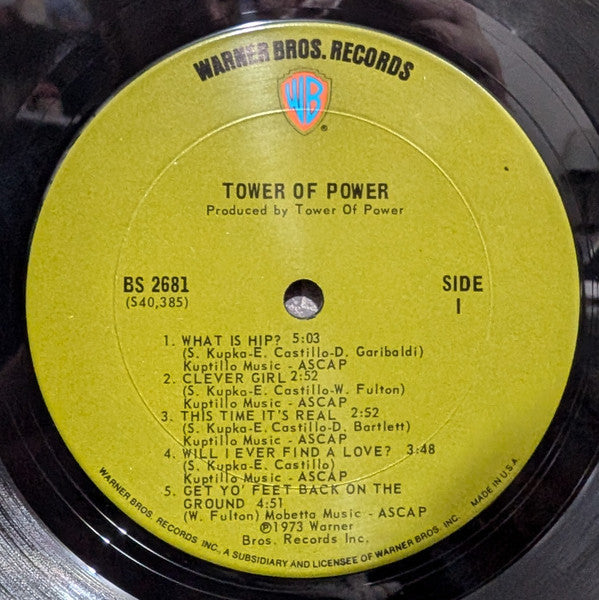 WARNER BROS. RECORDS
WB
®
TOWER OF POWER
Produced by Tower Of Power
BS 2681
(S40,385)
SIDE
1
1. WHAT IS HIP? 5:03
(S. Kupka-E. Castillo-D. Garibaldi)
Kuptillo Music - ASCAP
2. CLEVER GIRL 2:52
(S. Kupka-E. Castillo-W. Fulton)
Kuptillo Music - ASCAP
3. THIS TIME IT'S REAL 2:52
(S. Kupka-E. Castillo-D. Bartlett)
Kuptillo Music - ASCAP
4. WILL I EVER FIND A LOVE? 3:48
(S. Kupka-E. Castillo)
Kuptillo Music - ASCAP
5. GET YO' FEET BACK ON THE
GROUND 4:51
(W. Fulton) Mobetta Music - ASCAP
℗1973 Warner
Bros. Records Inc.
WARNER BROS. RECORDS INC., A SUBSIDIARY AND LICENSEE OF WARNER BROS. INC. MADE IN U.S.A.